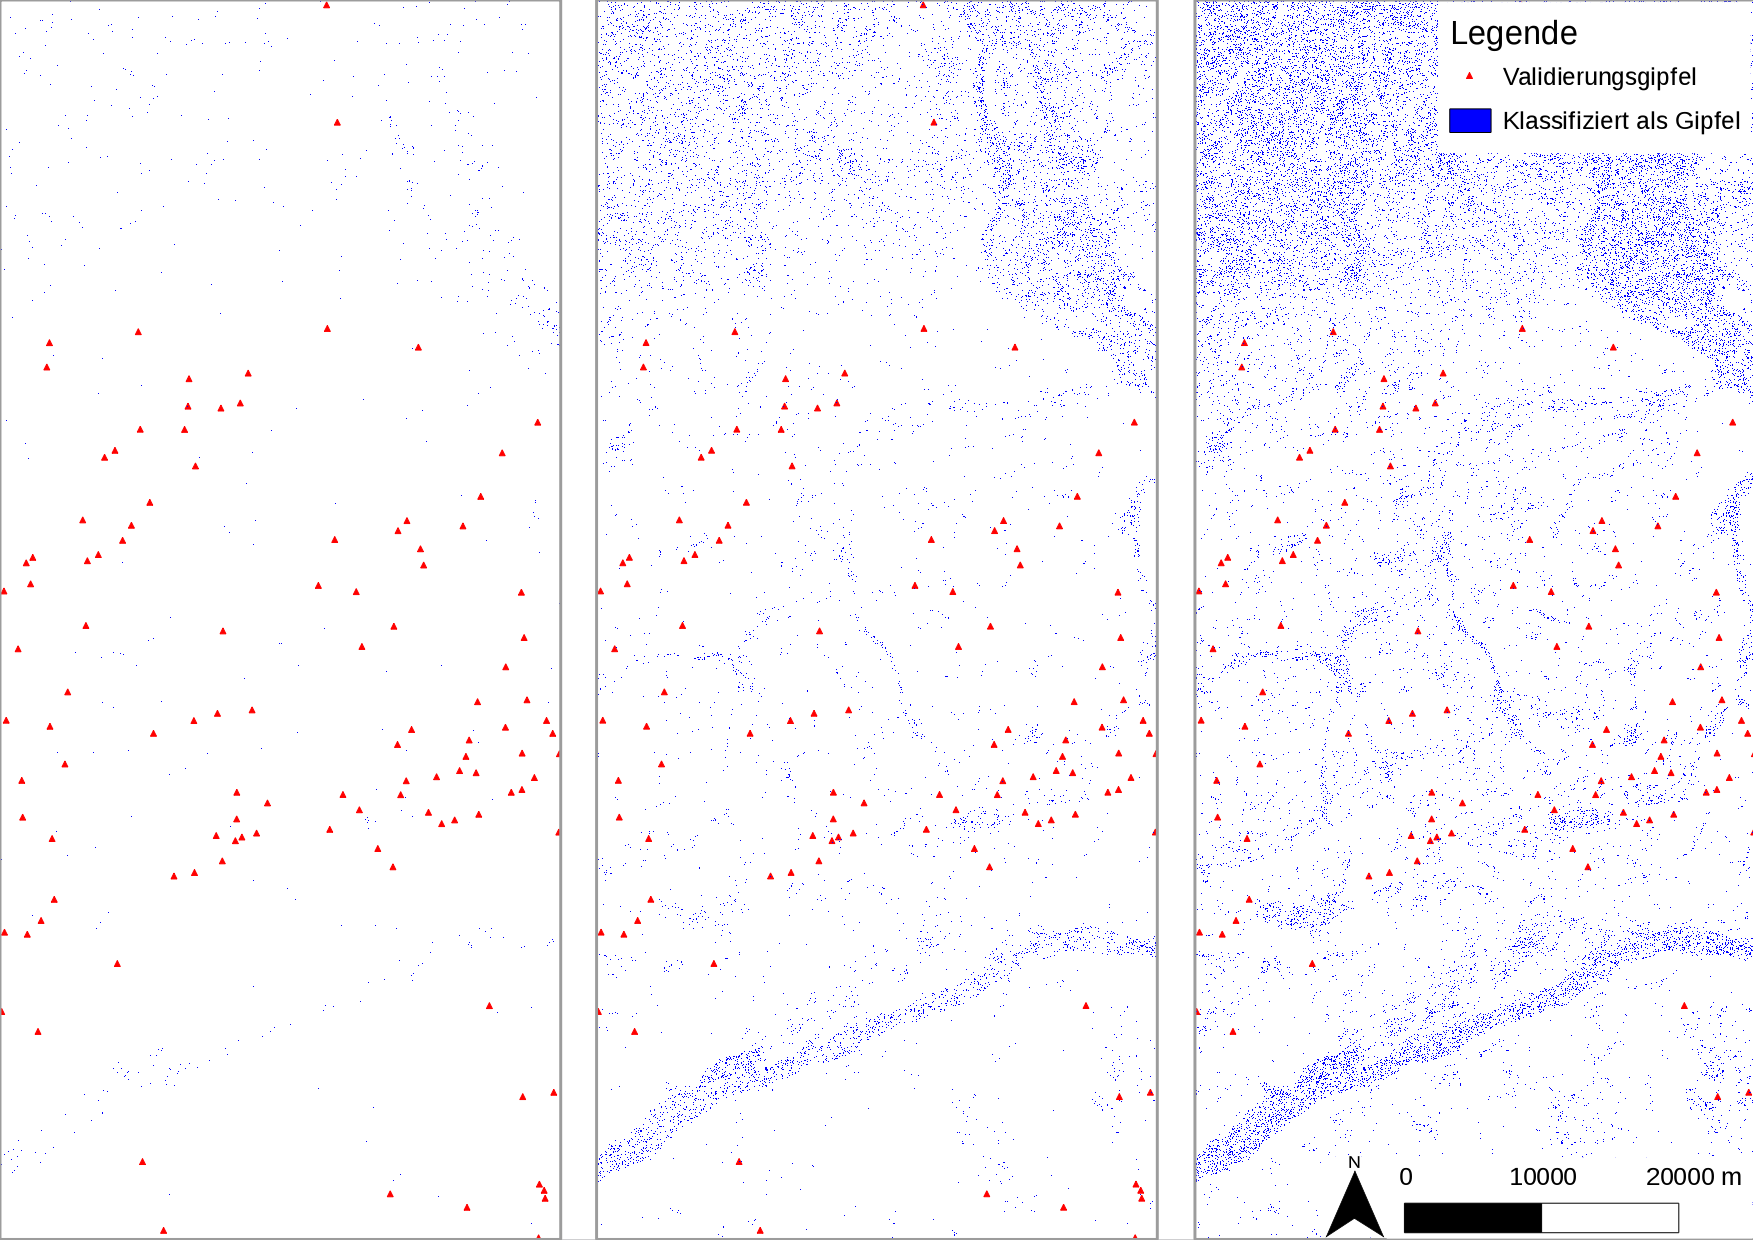 Legende
Validierungsgipfel
Klassifiziert als Gipfel
N
0 10000 20000 m